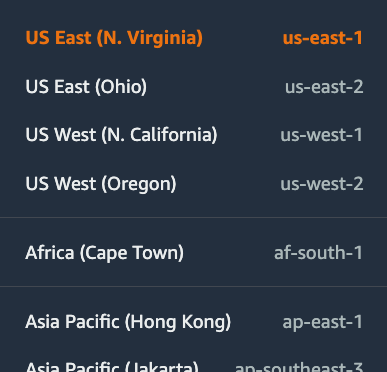 US East (N. Virginia) us-east-1
US East (Ohio) us-east-2
US West (N. California) us-west-1
US West (Oregon) us-west-2
Africa (Cape Town) af-south-1
Asia Pacific (Hong Kong) ap-east-1
Asia Pacific (Jakarta) ap-southeast-3